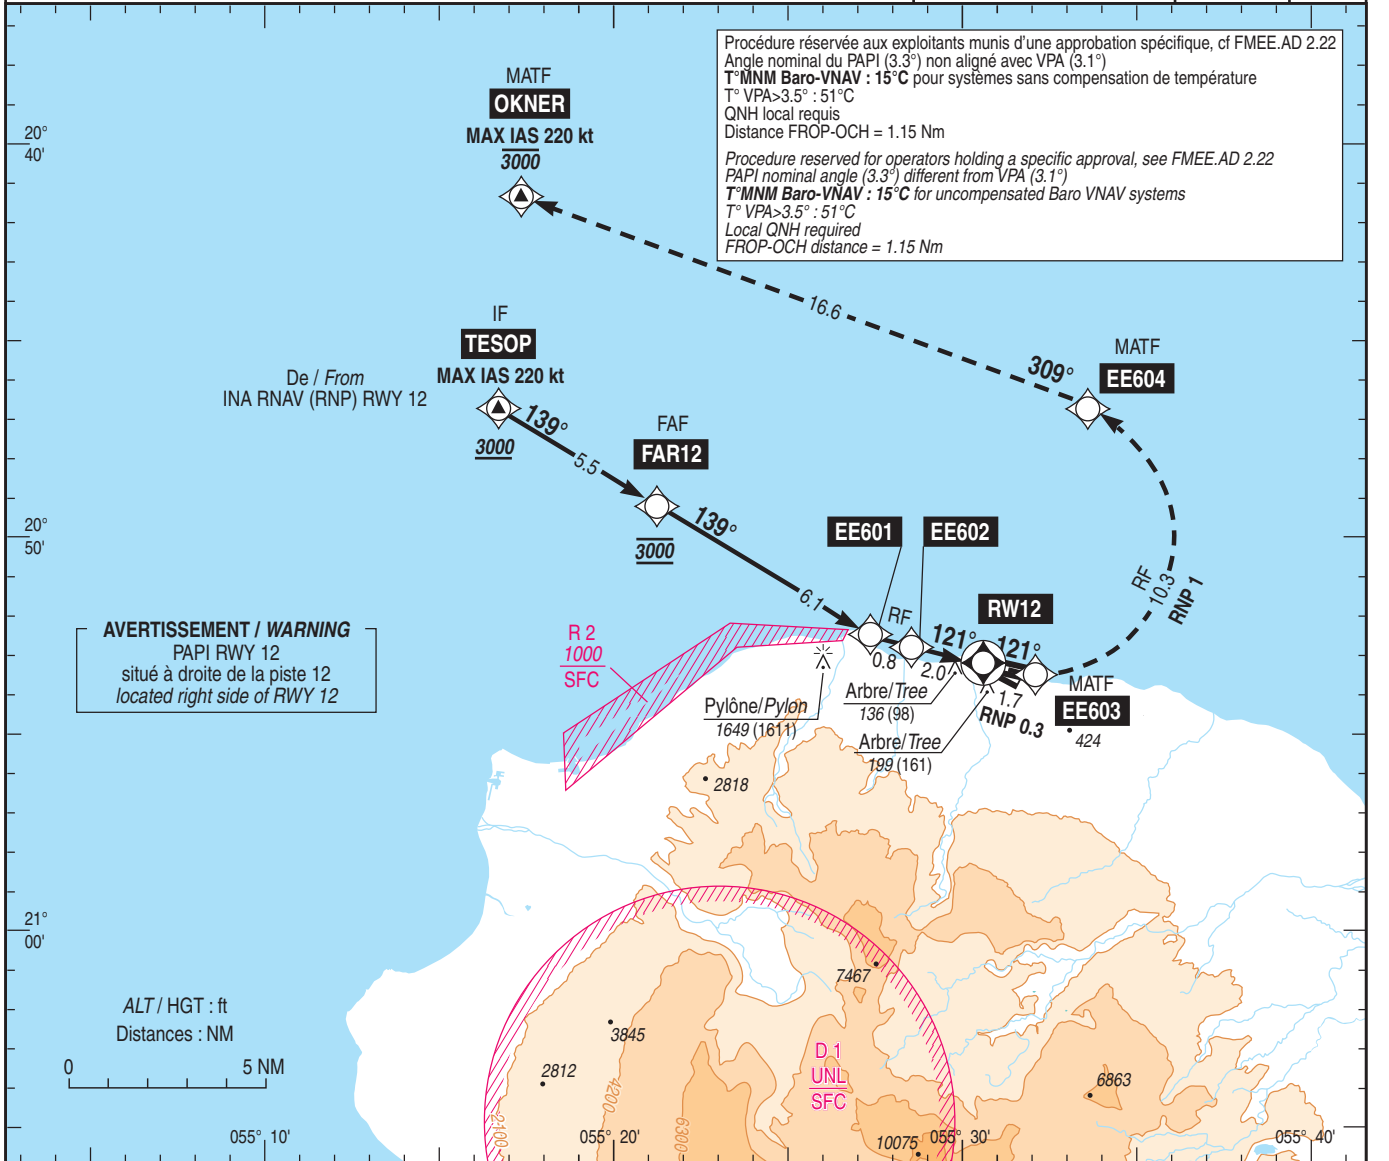 Procédure réservée aux exploitants munis d'une approbation spécifique, cf FMEE.AD 2.22
Angle nominal du PAPI (3.3°) non aligné avec VPA (3.1°)
T°MNM Baro-VNAV : 15°C pour systèmes sans compensation de température
T° VPA>3.5° : 51°C
QNH local requis
Distance FROP-OCH = 1.15 Nm
Procedure reserved for operators holding a specific approval, see FMEE.AD 2.22
PAPI nominal angle (3.3°) different from VPA (3.1°)
T°MNM Baro-VNAV : 15°C for uncompensated Baro VNAV systems
T° VPA>3.5° : 51°C
Local QNH required
FROP-OCH distance = 1.15 Nm
MATF
OKNER
MAX IAS 220 kt
3000
20°
40'
16.6
IF
TESOP
MAX IAS 220 kt
3000
De / From
INA RNAV (RNP) RWY 12
139°
5.5
FAF
FAR12
3000
139°
6.1
309°
MATF
EE604
20°
50'
EE601
EE602
RF
10.3
RNP 1
RW12
RF
121°
121°
0.8
2.0
1.7
RNP 0.3
MATF
EE603
424
AVERTISSEMENT / WARNING
PAPI RWY 12
situé à droite de la piste 12
located right side of RWY 12
R 2
1000
SFC
Pylône/Pylon
1649 (1611)
Arbre/Tree
136 (98)
Arbre/Tree
199 (161)
2818
21°
00'
7467
ALT / HGT : ft
Distances : NM
0
5 NM
3845
2812
4200
2100
6300
D 1
UNL
SFC
6863
10075
055° 10'
055° 20'
055° 30'
055° 40'